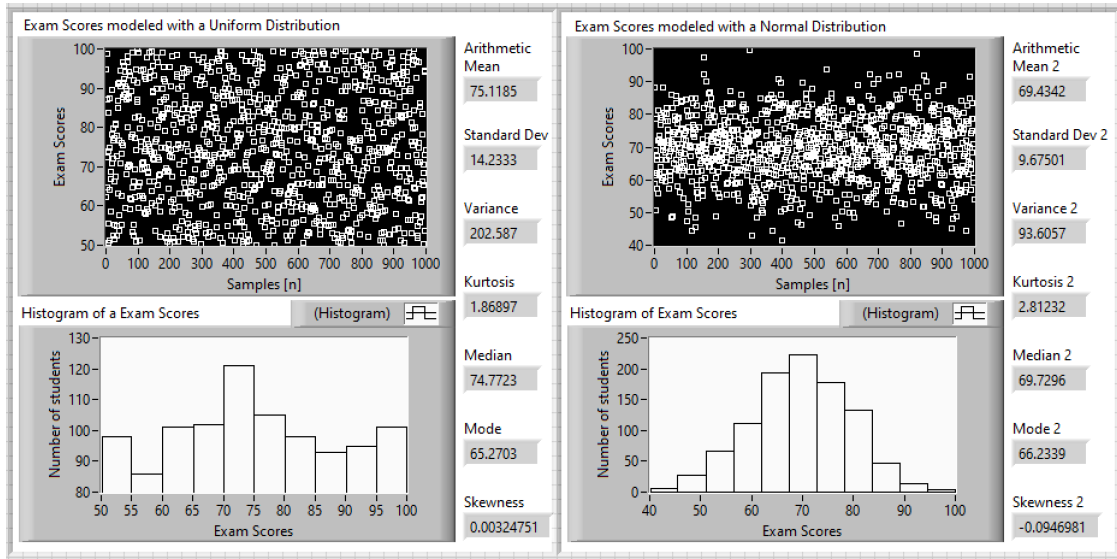 Exam Scores modeled with a Uniform Distribution
100
90
80
70
60
50
Exam Scores
0 100 200 300 400 500 600 700 800 900 1000
Samples [n]
Arithmetic
Mean
75.1185
Standard Dev
14.2333
Variance
202.587
Kurtosis
1.86897
Median
74.7723
Mode
65.2703
Skewness
0.00324751
Histogram of a Exam Scores
(Histogram)
130
120
110
100
90
80
Number of students
50 55 60 65 70 75 80 85 90 95 100
Exam Scores
Exam Scores modeled with a Normal Distribution
100
90
80
70
60
50
40
Exam Scores
0 100 200 300 400 500 600 700 800 900 1000
Samples [n]
Arithmetic
Mean 2
69.4342
Standard Dev 2
9.67501
Variance 2
93.6057
Kurtosis 2
2.81232
Median 2
69.7296
Mode 2
66.2339
Skewness 2
-0.0946981
Histogram of Exam Scores
(Histogram)
250
200
150
100
50
0
Number of students
40 50 60 70 80 90 100
Exam Scores